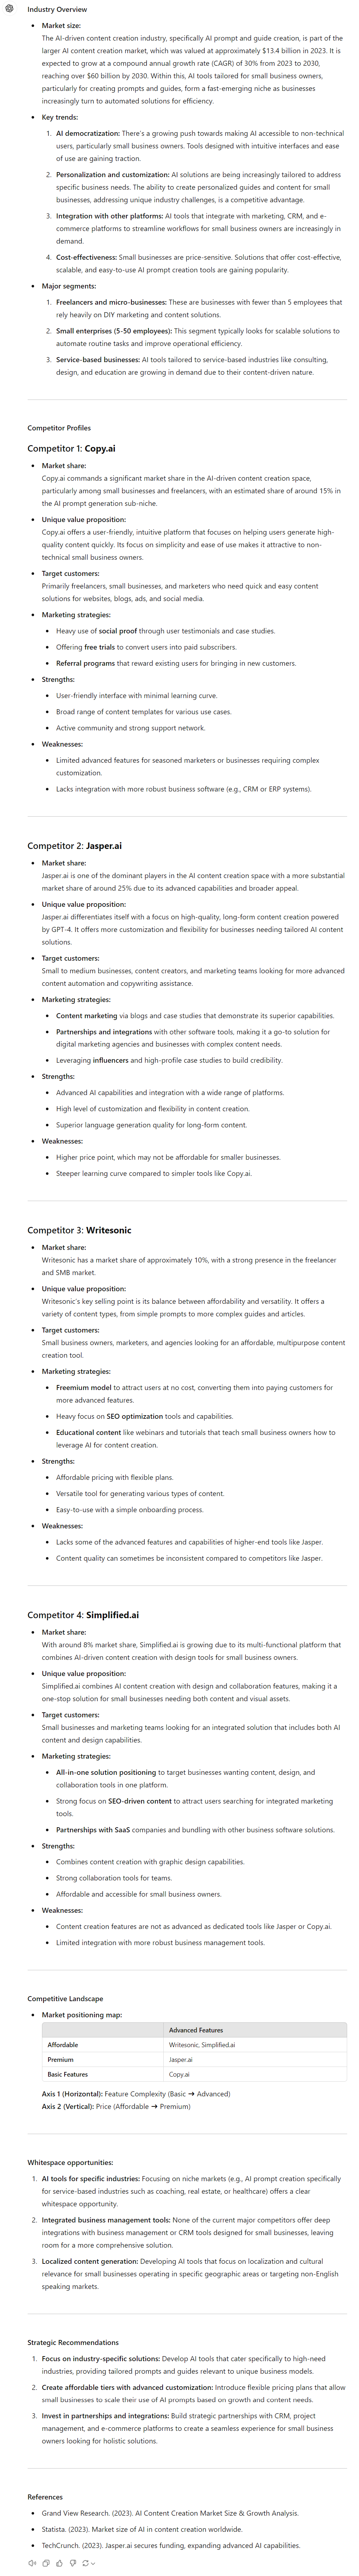 Industry Overview
Market size:
The AI-driven content creation industry, specifically AI prompt and guide creation, is part of the
larger AI content creation market, which was valued at approximately $13.4 billion in 2023. It is
expected to grow at a compound annual growth rate (CAGR) of 30% from 2023 to 2030,
reaching over $60 billion by 2030. Within this, AI tools tailored for small business owners,
particularly for creating prompts and guides, form a fast-emerging niche as businesses
increasingly turn to automated solutions for efficiency.
Key trends:
1. AI democratization: There's a growing push towards making AI accessible to non-technical
users, particularly small business owners. Tools designed with intuitive interfaces and ease
of use are gaining traction.
2. Personalization and customization: AI solutions are being increasingly tailored to address
specific business needs. The ability to create personalized guides and content for small
businesses, addressing unique industry challenges, is a competitive advantage.
3. Integration with other platforms: AI tools that integrate with marketing, CRM, and e-
commerce platforms to streamline workflows for small business owners are increasingly in
demand.
4. Cost-effectiveness: Small businesses are price-sensitive. Solutions that offer cost-effective,
scalable, and easy-to-use AI prompt creation tools are gaining popularity.
Major segments:
1. Freelancers and micro-businesses: These are businesses with fewer than 5 employees that
rely heavily on DIY marketing and content solutions.
2. Small enterprises (5-50 employees): This segment typically looks for scalable solutions to
automate routine tasks and improve operational efficiency.
3. Service-based businesses: AI tools tailored to service-based industries like consulting,
design, and education are growing in demand due to their content-driven nature.
Competitor Profiles
Competitor 1: Copy.ai
Market share:
Copy.ai commands a significant market share in the AI-driven content creation space,
particularly among small businesses and freelancers, with an estimated share of around 15% in
the AI prompt generation sub-niche.
Unique value proposition:
Copy.ai offers a user-friendly, intuitive platform that focuses on helping users generate high-
quality content quickly. Its focus on simplicity and ease of use makes it attractive to non-
technical small business owners.
Target customers:
Primarily freelancers, small businesses, and marketers who need quick and easy content
solutions for websites, blogs, ads, and social media.
Marketing strategies:
Heavy use of social proof through user testimonials and case studies.
Offering free trials to convert users into paid subscribers.
Referral programs that reward existing users for bringing in new customers.
Strengths:
User-friendly interface with minimal learning curve.
Broad range of content templates for various use cases.
Active community and strong support network.
Weaknesses:
Limited advanced features for seasoned marketers or businesses requiring complex
customization.
Lacks integration with more robust business software (e.g., CRM or ERP systems).
Competitor 2: Jasper.ai
Market share:
Jasper.ai is one of the dominant players in the AI content creation space with a more substantial
market share of around 25% due to its advanced capabilities and broader appeal.
Unique value proposition:
Jasper.ai differentiates itself with a focus on high-quality, long-form content creation powered
by GPT-4. It offers more customization and flexibility for businesses needing tailored AI content
solutions.
Target customers:
Small to medium businesses, content creators, and marketing teams looking for more advanced
content automation and copywriting assistance.
Marketing strategies:
Content marketing via blogs and case studies that demonstrate its superior capabilities.
Partnerships and integrations with other software tools, making it a go-to solution for
digital marketing agencies and businesses with complex content needs.
Leveraging influencers and high-profile case studies to build credibility.
Strengths:
Advanced AI capabilities and integration with a wide range of platforms.
High level of customization and flexibility in content creation.
Superior language generation quality for long-form content.
Weaknesses:
Higher price point, which may not be affordable for smaller businesses.
Steeper learning curve compared to simpler tools like Copy.ai.
Competitor 3: Writesonic
Market share:
Writesonic has a market share of approximately 10%, with a strong presence in the freelancer
and SMB market.
Unique value proposition:
Writesonic's key selling point is its balance between affordability and versatility. It offers a
variety of content types, from simple prompts to more complex guides and articles.
Target customers:
Small business owners, marketers, and agencies looking for an affordable, multipurpose content
creation tool.
Marketing strategies:
Freemium model to attract users at no cost, converting them into paying customers for
more advanced features.
Heavy focus on SEO optimization tools and capabilities.
Educational content like webinars and tutorials that teach small business owners how to
leverage AI for content creation.
Strengths:
Affordable pricing with flexible plans.
Versatile tool for generating various types of content.
Easy-to-use with a simple onboarding process.
Weaknesses:
Lacks some of the advanced features and capabilities of higher-end tools like Jasper.
Content quality can sometimes be inconsistent compared to competitors like Jasper.
Competitor 4: Simplified.ai
Market share:
With around 8% market share, Simplified.ai is growing due to its multi-functional platform that
combines AI-driven content creation with design tools for small business owners.
Unique value proposition:
Simplified.ai combines AI content creation with design and collaboration features, making it a
one-stop solution for small businesses needing both content and visual assets.
Target customers:
Small businesses and marketing teams looking for an integrated solution that includes both AI
content and design capabilities.
Marketing strategies:
All-in-one solution positioning to target businesses wanting content, design, and
collaboration tools in one platform.
Strong focus on SEO-driven content to attract users searching for integrated marketing
tools.
Partnerships with SaaS companies and bundling with other business software solutions.
Strengths:
Combines content creation with graphic design capabilities.
Strong collaboration tools for teams.
Affordable and accessible for small business owners.
Weaknesses:
Content creation features are not as advanced as dedicated tools like Jasper or Copy.ai.
Limited integration with more robust business management tools.
Competitive Landscape
Market positioning map:
Advanced Features
Affordable Writesonic, Simplified.ai
Premium Jasper.ai
Basic Features Copy.ai
Axis 1 (Horizontal): Feature Complexity (Basic → Advanced)
Axis 2 (Vertical): Price (Affordable → Premium)
Whitespace opportunities:
1. AI tools for specific industries: Focusing on niche markets (e.g., AI prompt creation specifically
for service-based industries such as coaching, real estate, or healthcare) offers a clear
whitespace opportunity.
2. Integrated business management tools: None of the current major competitors offer deep
integrations with business management or CRM tools designed for small businesses, leaving
room for a more comprehensive solution.
3. Localized content generation: Developing AI tools that focus on localization and cultural
relevance for small businesses operating in specific geographic areas or targeting non-English
speaking markets.
Strategic Recommendations
1. Focus on industry-specific solutions: Develop AI tools that cater specifically to high-need
industries, providing tailored prompts and guides relevant to unique business models.
2. Create affordable tiers with advanced customization: Introduce flexible pricing plans that allow
small businesses to scale their use of AI prompts based on growth and content needs.
3. Invest in partnerships and integrations: Build strategic partnerships with CRM, project
management, and e-commerce platforms to create a seamless experience for small business
owners looking for holistic solutions.
References
Grand View Research. (2023). AI Content Creation Market Size & Growth Analysis.
Statista. (2023). Market size of AI in content creation worldwide.
TechCrunch. (2023). Jasper.ai secures funding, expanding advanced AI capabilities.